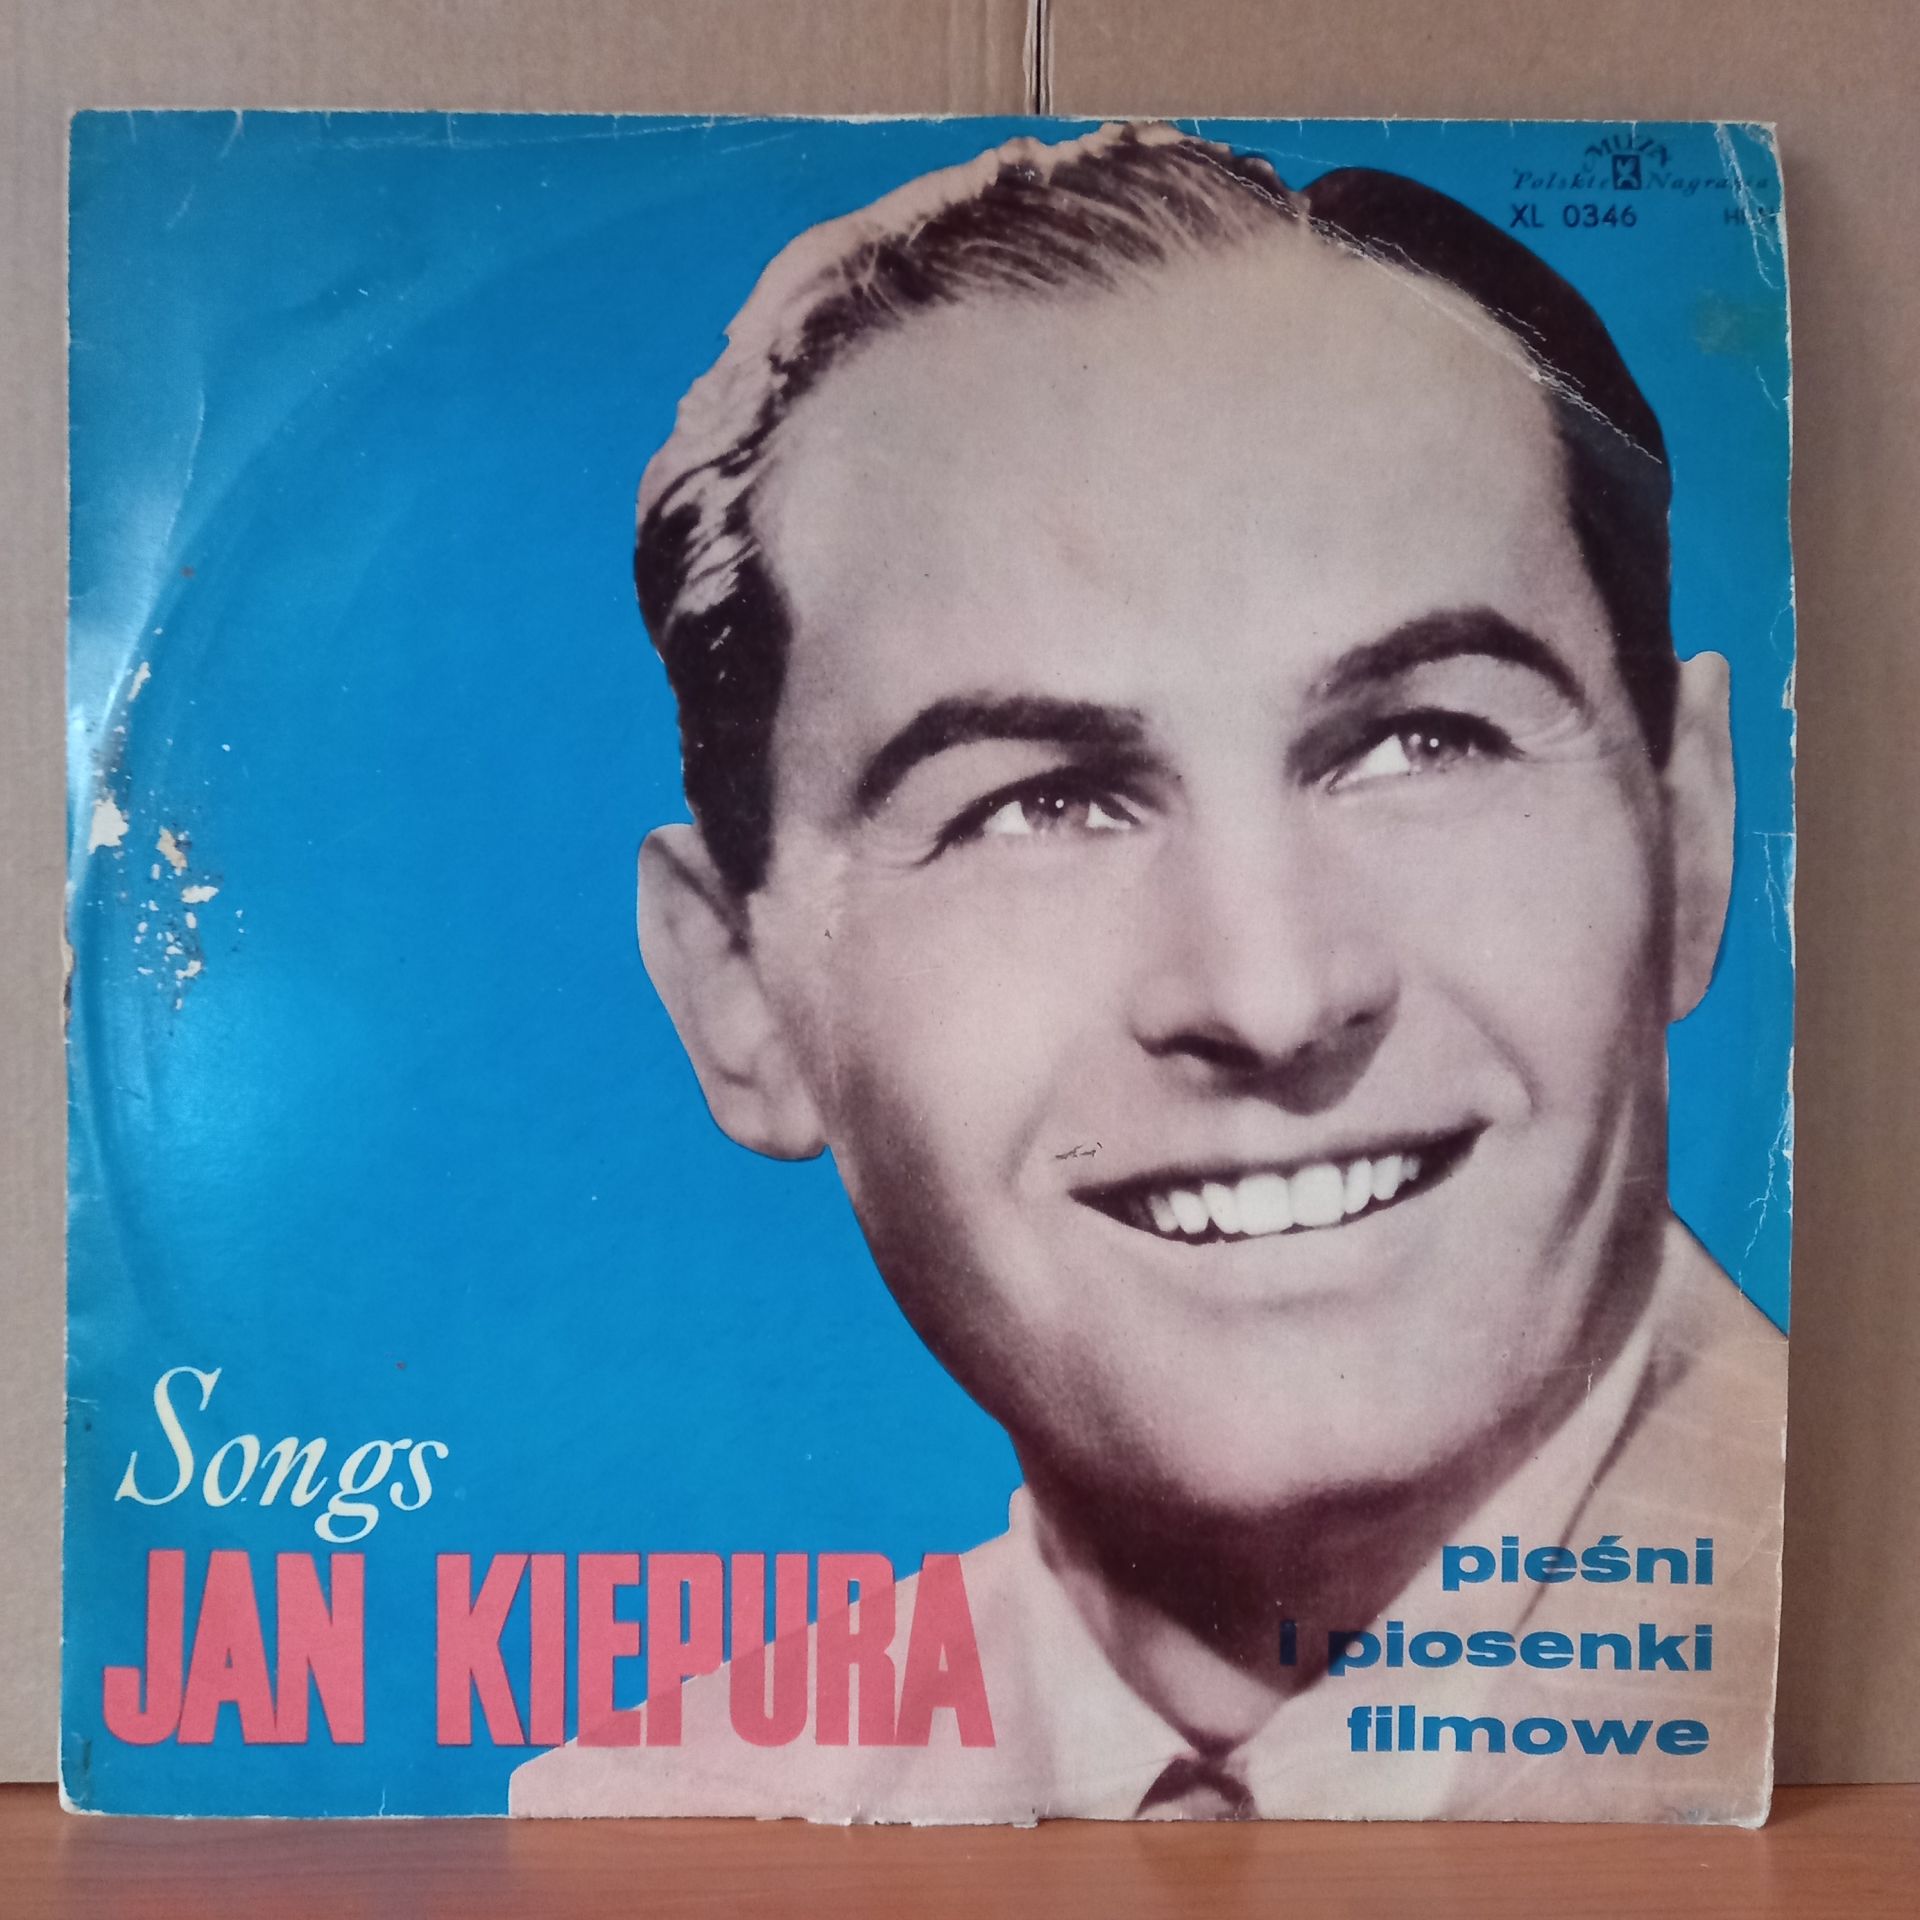 MUZA
Polskie Nagrania
XL 0346
Songs
JAN KIEPURA
pieśni
i piosenki
filmowe